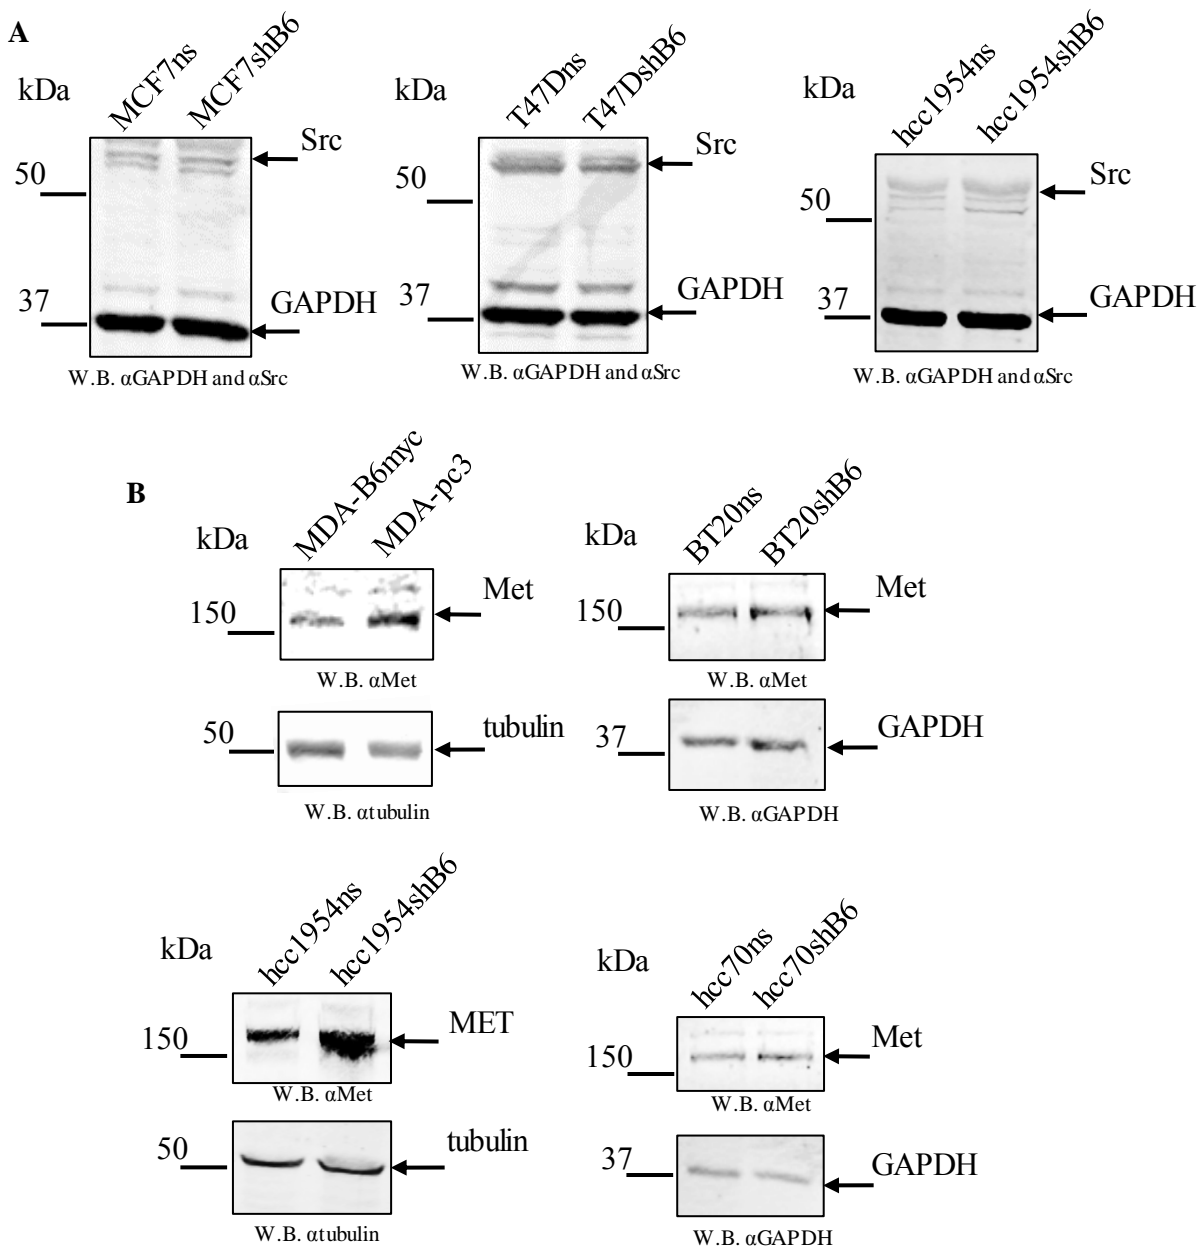 A
kDa
MCF7ns
MCF7shB6
Src
50
37
GAPDH
W.B. αGAPDH and αSrc
kDa
T47Dns
T47DshB6
Src
50
37
GAPDH
W.B. αGAPDH and αSrc
kDa
hcc1954ns
hcc1954shB6
Src
50
37
GAPDH
W.B. αGAPDH and αSrc
B
kDa
MDA-B6myc
MDA-pc3
Met
150
W.B. αMet
50
tubulin
W.B. αtubulin
kDa
BT20ns
BT20shB6
Met
150
W.B. αMet
37
GAPDH
W.B. αGAPDH
kDa
hcc1954ns
hcc1954shB6
MET
150
W.B. αMet
50
tubulin
W.B. αtubulin
kDa
hcc70ns
hcc70shB6
Met
150
W.B. αMet
37
GAPDH
W.B. αGAPDH